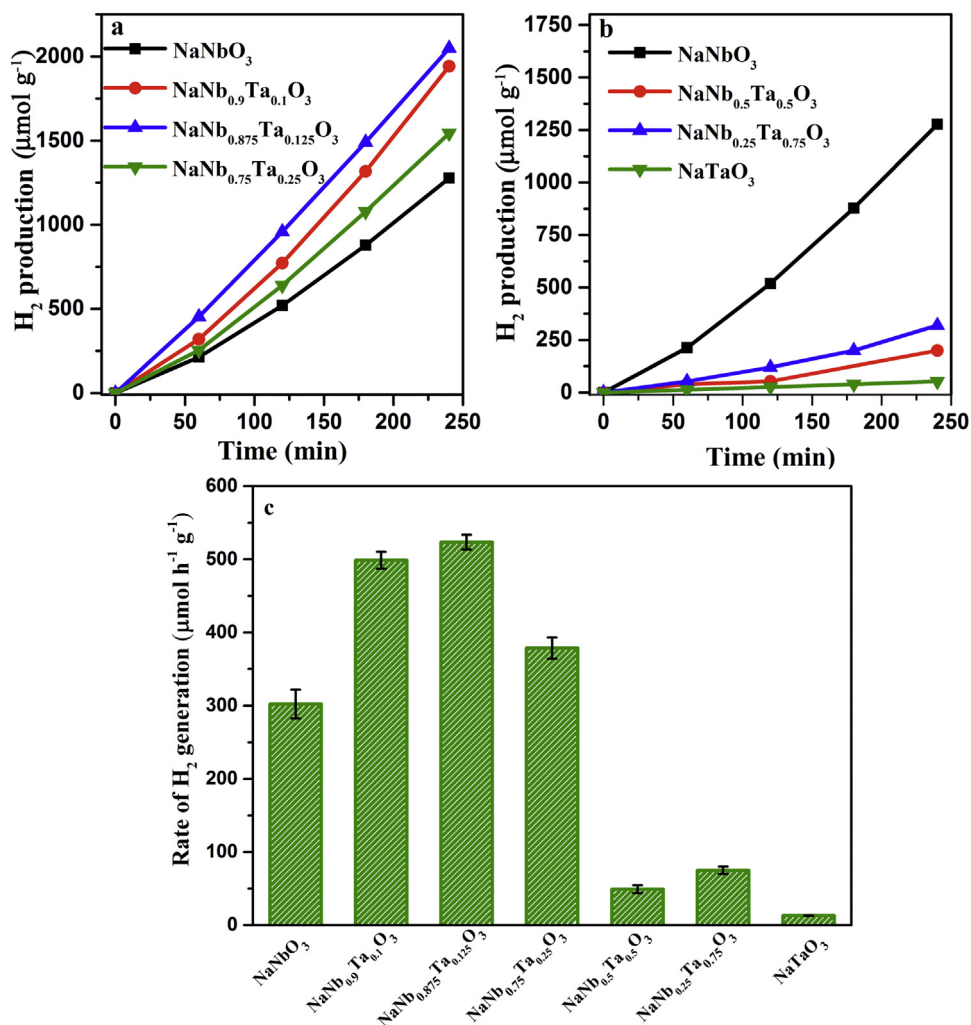 a
NaNbO₃
NaNb₀.₉Ta₀.₁O₃
NaNb₀.₈₇₅Ta₀.₁₂₅O₃
NaNb₀.₇₅Ta₀.₂₅O₃
H₂ production (μmol g⁻¹)
2000
1500
1000
500
0
0 50 100 150 200 250
Time (min)
b
NaNbO₃
NaNb₀.₅Ta₀.₅O₃
NaNb₀.₂₅Ta₀.₇₅O₃
NaTaO₃
H₂ production (μmol g⁻¹)
1750
1500
1250
1000
750
500
250
0
0 50 100 150 200 250
Time (min)
c
Rate of H₂ generation (μmol h⁻¹ g⁻¹)
600
500
400
300
200
100
0
NaNbO₃
NaNb₀.₉Ta₀.₁O₃
NaNb₀.₈₇₅Ta₀.₁₂₅O₃
NaNb₀.₇₅Ta₀.₂₅O₃
NaNb₀.₅Ta₀.₅O₃
NaNb₀.₂₅Ta₀.₇₅O₃
NaTaO₃